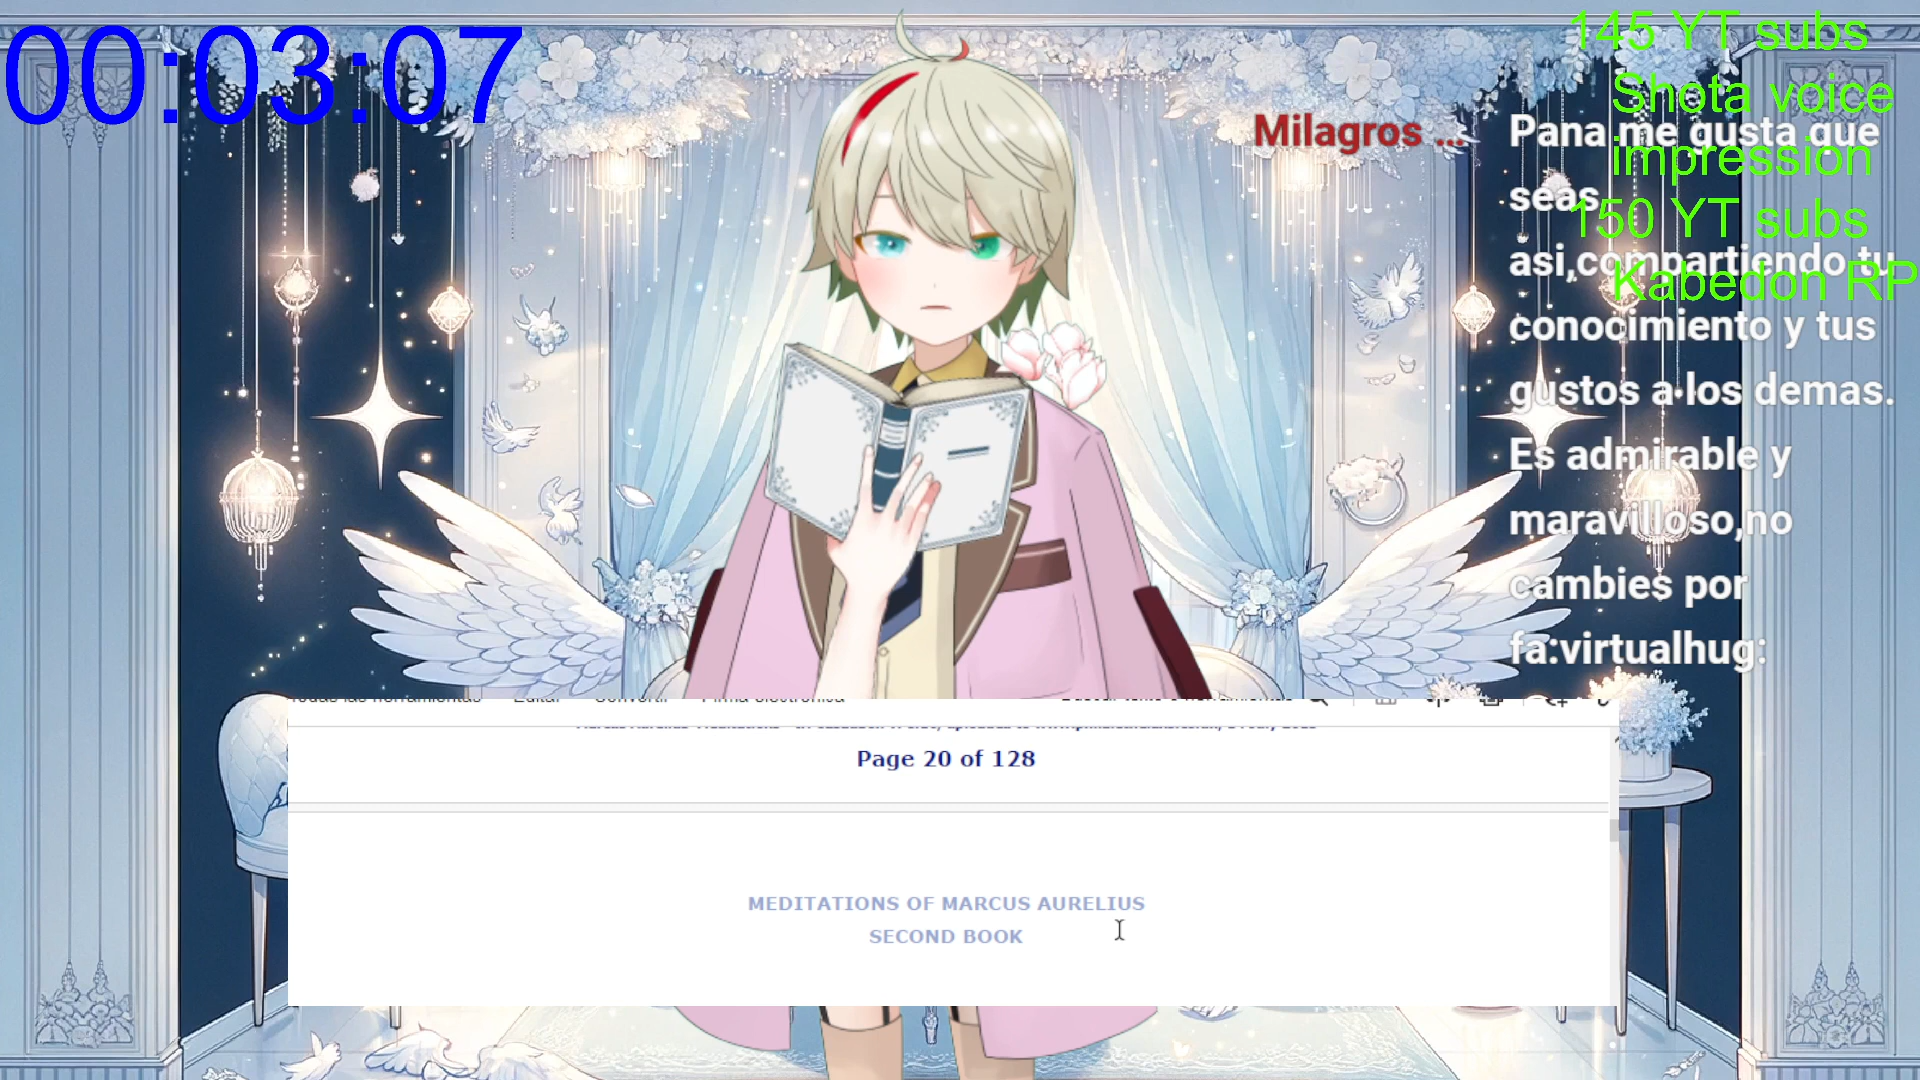 00:03:07
145 YT subs
Shota voice
impression
150 YT subs
Kabedon RP
Milagros ...
Pana me gusta que
seas
asi,compartiendo tu
conocimiento y tus
gustos a los demas.
Es admirable y
maravilloso,no
cambies por
fa:virtualhug:
Page 20 of 128
MEDITATIONS OF MARCUS AURELIUS
SECOND BOOK